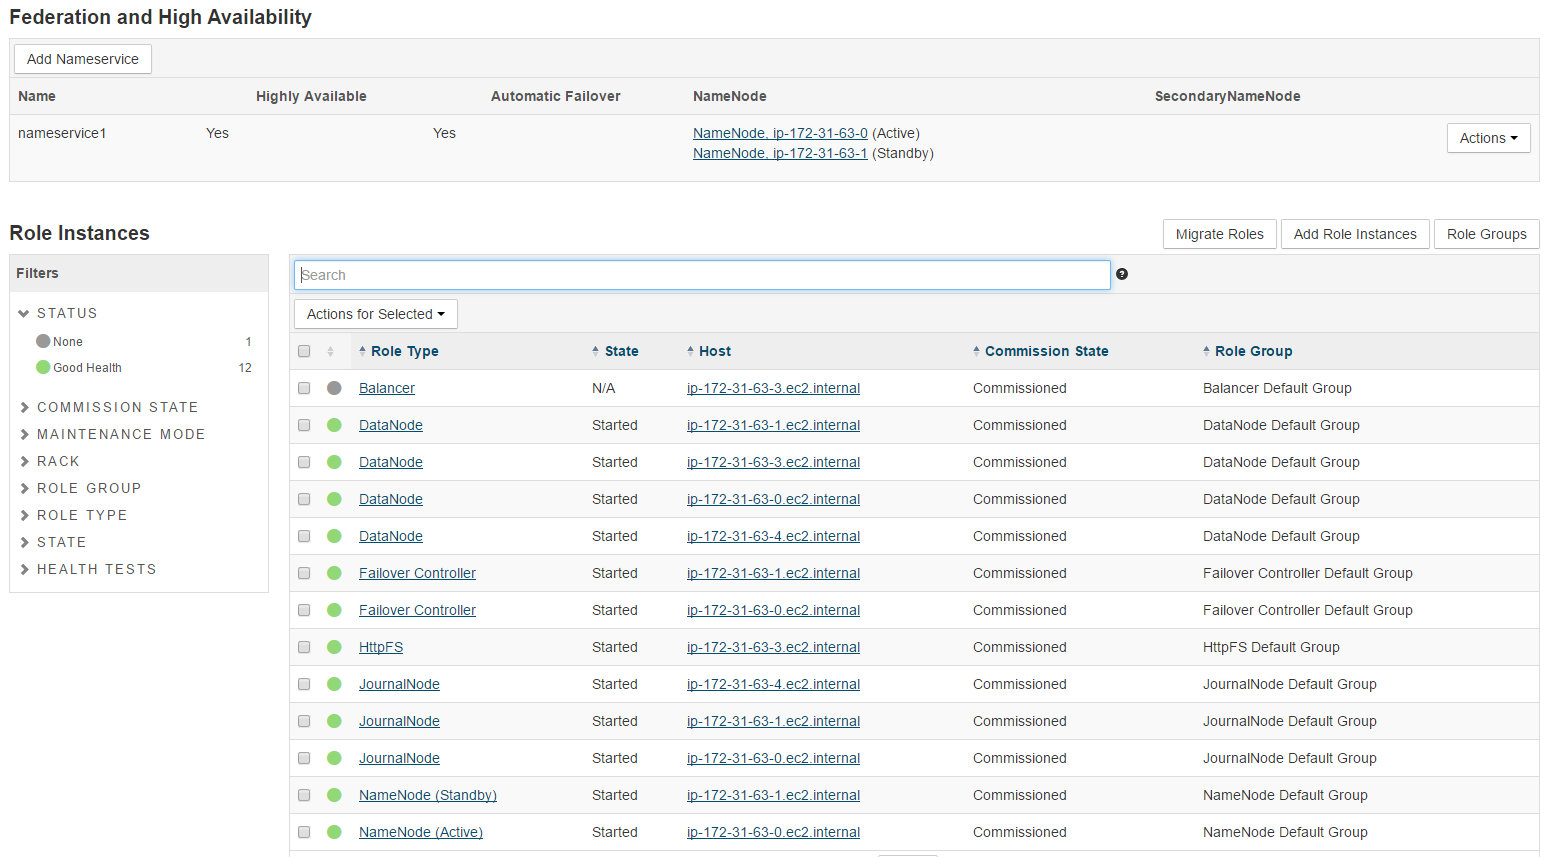 Federation and High Availability
Add Nameservice
Name Highly Available Automatic Failover NameNode SecondaryNameNode
nameservice1 Yes Yes NameNode, ip-172-31-63-0 (Active)
NameNode, ip-172-31-63-1 (Standby)
Actions
Role Instances
Migrate Roles Add Role Instances Role Groups
Filters
STATUS
None 1
Good Health 12
COMMISSION STATE
MAINTENANCE MODE
RACK
ROLE GROUP
ROLE TYPE
STATE
HEALTH TESTS
Search ?
Actions for Selected
Role Type State Host Commission State Role Group
Balancer N/A ip-172-31-63-3.ec2.internal Commissioned Balancer Default Group
DataNode Started ip-172-31-63-1.ec2.internal Commissioned DataNode Default Group
DataNode Started ip-172-31-63-3.ec2.internal Commissioned DataNode Default Group
DataNode Started ip-172-31-63-0.ec2.internal Commissioned DataNode Default Group
DataNode Started ip-172-31-63-4.ec2.internal Commissioned DataNode Default Group
Failover Controller Started ip-172-31-63-1.ec2.internal Commissioned Failover Controller Default Group
Failover Controller Started ip-172-31-63-0.ec2.internal Commissioned Failover Controller Default Group
HttpFS Started ip-172-31-63-3.ec2.internal Commissioned HttpFS Default Group
JournalNode Started ip-172-31-63-4.ec2.internal Commissioned JournalNode Default Group
JournalNode Started ip-172-31-63-1.ec2.internal Commissioned JournalNode Default Group
JournalNode Started ip-172-31-63-0.ec2.internal Commissioned JournalNode Default Group
NameNode (Standby) Started ip-172-31-63-1.ec2.internal Commissioned NameNode Default Group
NameNode (Active) Started ip-172-31-63-0.ec2.internal Commissioned NameNode Default Group